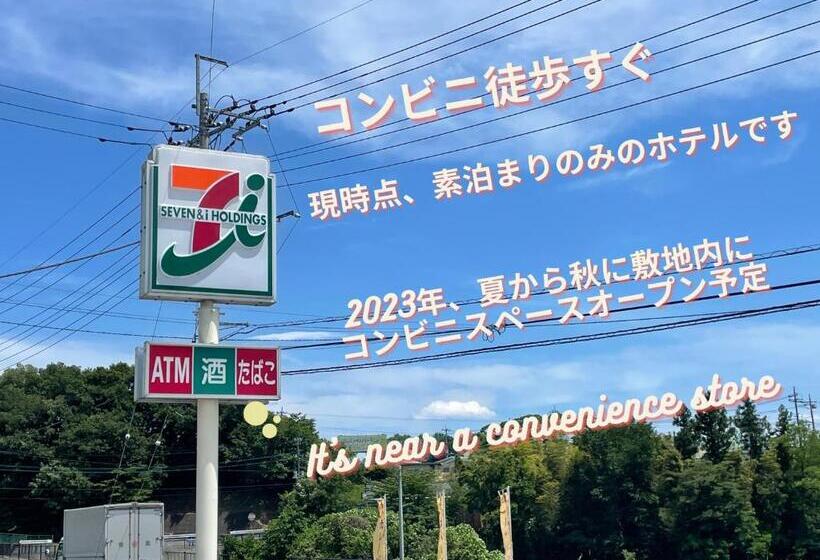 コンビニ徒歩すぐ
現時点、素泊まりのみのホテルです
SEVEN&i HOLDINGS
2023年、夏から秋に敷地内に
コンビニスペースオープン予定
ATM 酒 たばこ
It's near a convenience store